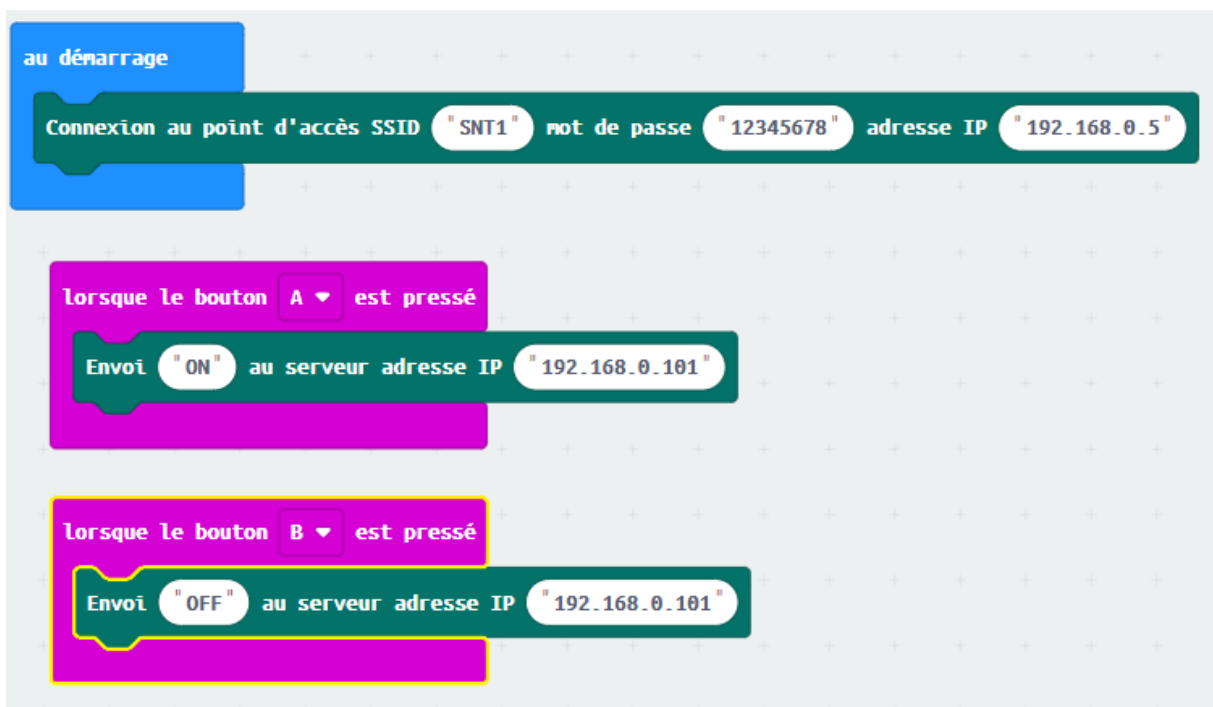 au démarrage
Connexion au point d'accès SSID "SNT1" mot de passe "12345678" adresse IP "192.168.0.5"
lorsque le bouton A est pressé
Envoi "ON" au serveur adresse IP "192.168.0.101"
lorsque le bouton B est pressé
Envoi "OFF" au serveur adresse IP "192.168.0.101"